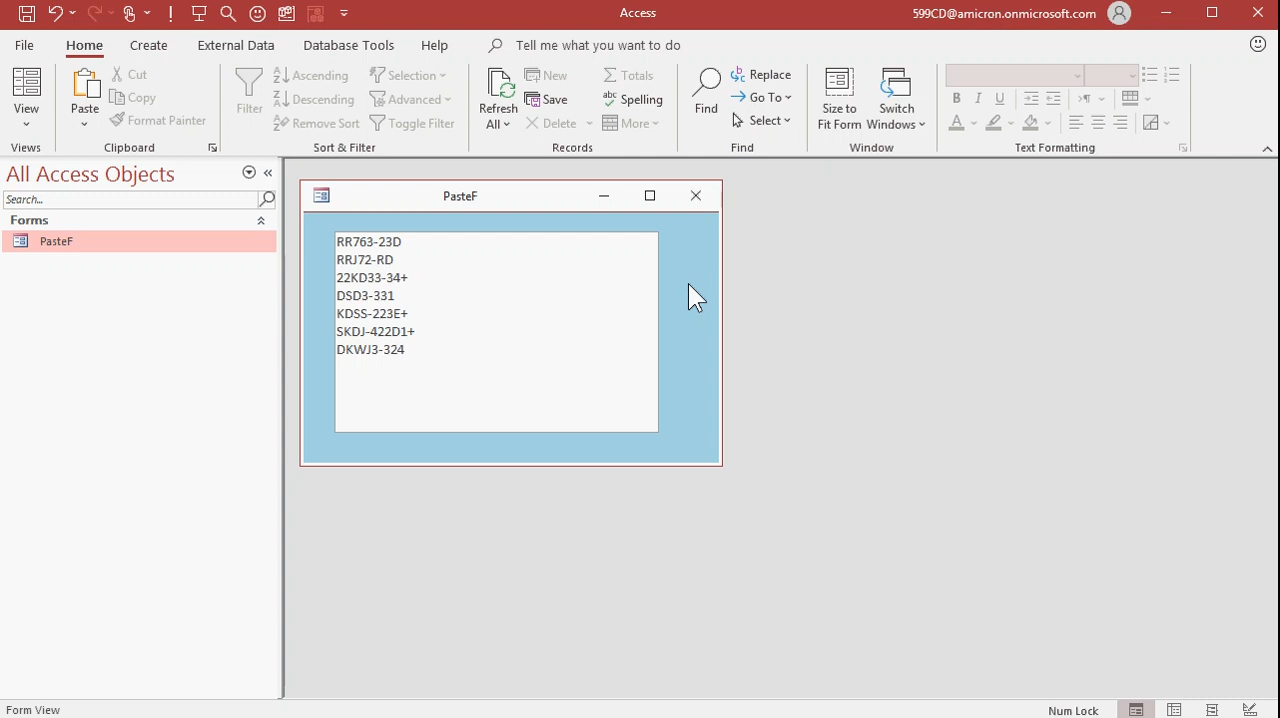 Access
599CD@amicron.onmicrosoft.com
File Home Create External Data Database Tools Help Tell me what you want to do
View
Views
Paste
Cut
Copy
Format Painter
Clipboard
Filter
Ascending
Descending
Remove Sort
Selection
Advanced
Toggle Filter
Sort & Filter
Refresh
All
New
Save
Delete
Totals
Spelling
More
Records
Find
Replace
Go To
Select
Find
Size to
Fit Form
Switch
Windows
Window
B I U
A
Text Formatting
All Access Objects
Search...
Forms
PasteF
PasteF
RR763-23D
RRJ72-RD
22KD33-34+
DSD3-331
KDSS-223E+
SKDJ-422D1+
DKWJ3-324
Form View
Num Lock